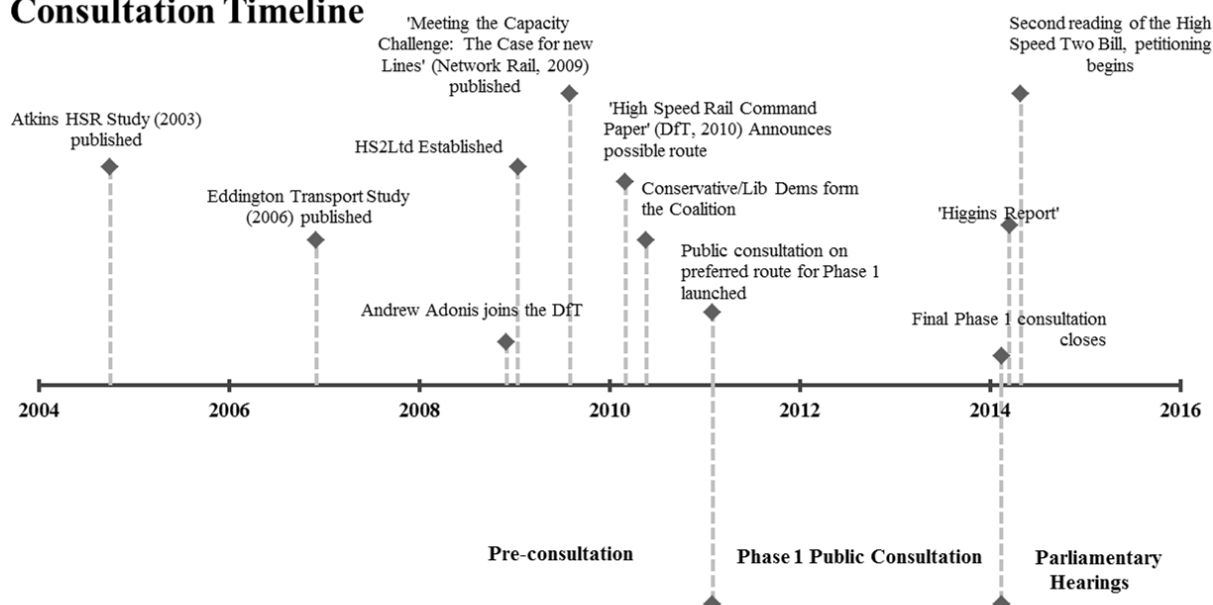 Consultation Timeline
'Meeting the Capacity
Challenge: The Case for new
Lines' (Network Rail, 2009)
published
Second reading of the High
Speed Two Bill, petitioning
begins
Atkins HSR Study (2003)
published
'High Speed Rail Command
Paper' (DfT, 2010) Announces
possible route
HS2Ltd Established
Eddington Transport Study
(2006) published
Conservative/Lib Dems form
the Coalition
'Higgins Report'
Public consultation on
preferred route for Phase 1
launched
Andrew Adonis joins the DfT
Final Phase 1 consultation
closes
2004 2006 2008 2010 2012 2014 2016
Pre-consultation
Phase 1 Public Consultation
Parliamentary
Hearings